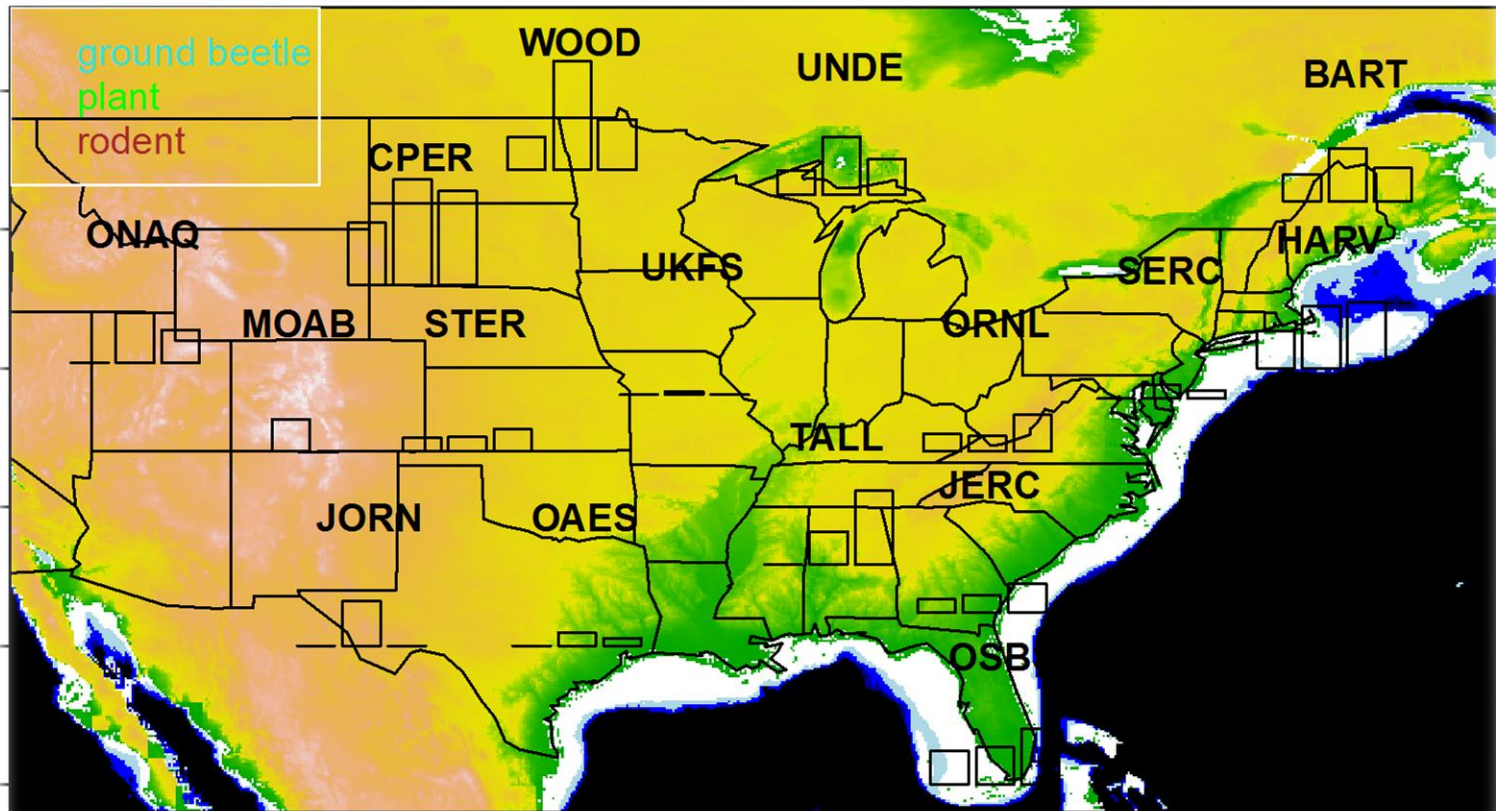 ground beetle
plant
rodent
WOOD
UNDE
BART
CPER
ONAQ
UKFS
SERC
HARV
MOAB
STER
ORNL
TALL
JERC
JORN
OAES
OSB